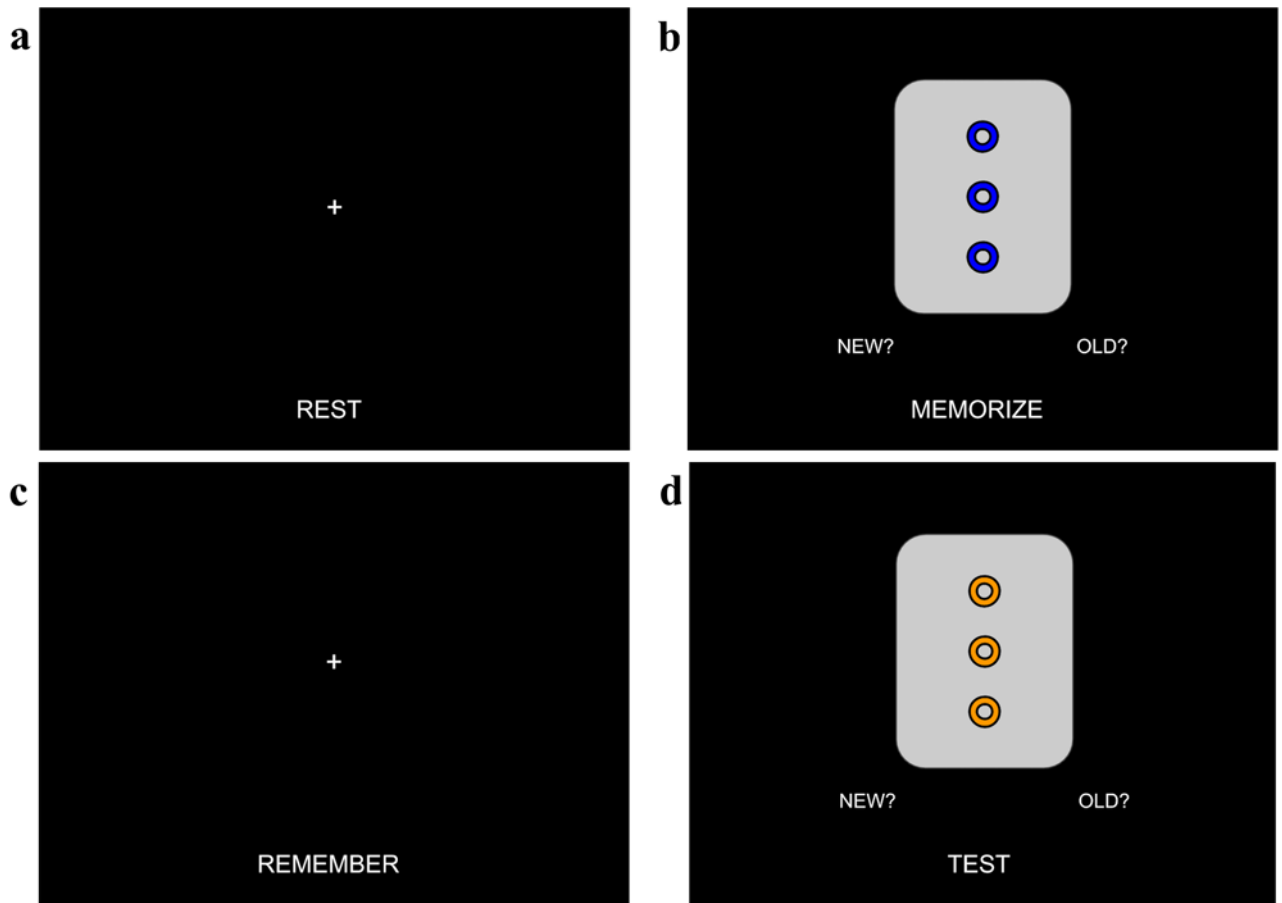 a
REST
b
NEW? OLD?
MEMORIZE
c
REMEMBER
d
NEW? OLD?
TEST